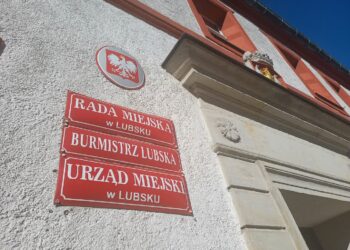 RADA MIEJSKA
W LUBSKU
BURMISTRZ LUBSKA
URZĄD MIEJSKI
W LUBSKU